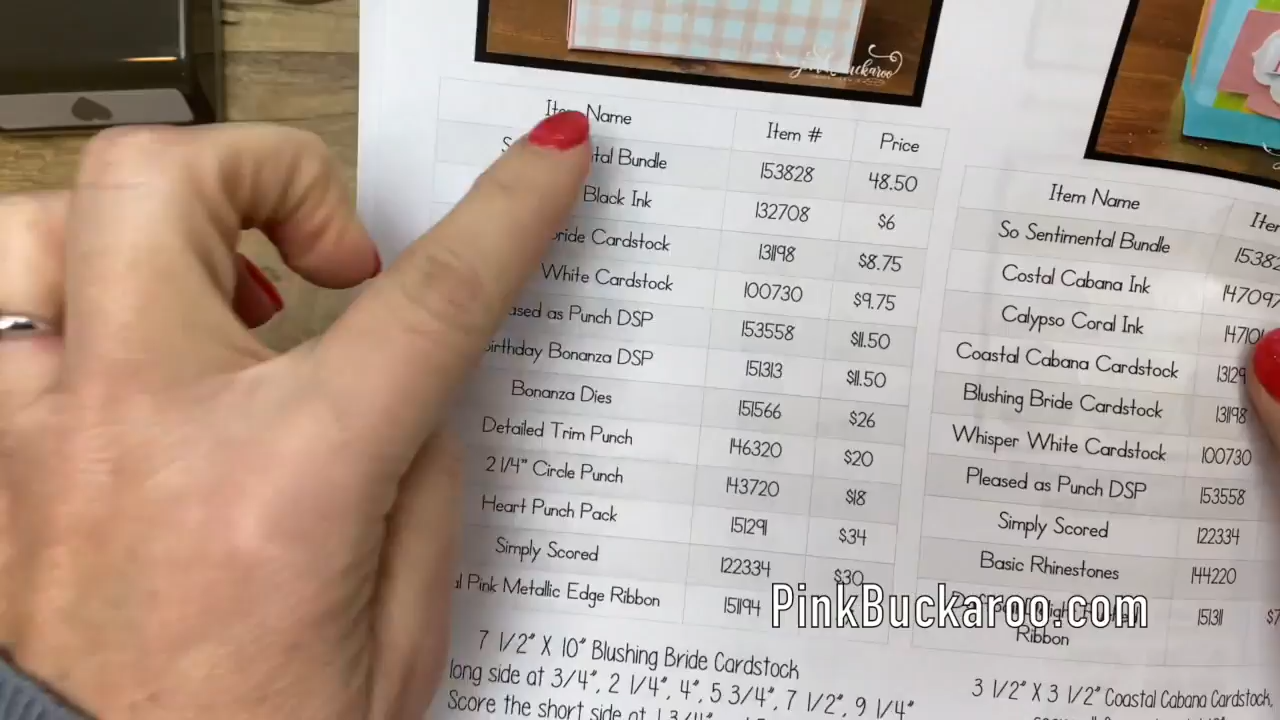 Item Name Item # Price
Bundle 153828 48.50
Black Ink 132708 $6
Cardstock 131198 $8.75
White Cardstock 100730 $9.75
as Punch DSP 153558 $11.50
Birthday Bonanza DSP 151313 $11.50
Bonanza Dies 151566 $26
Detailed Trim Punch 146320 $20
2 1/4" Circle Punch 143720 $18
Heart Punch Pack 151291 $34
Simply Scored 122334 $30
Pink Metallic Edge Ribbon 151194
7 1/2" X 10" Blushing Bride Cardstock
long side at 3/4", 2 1/4", 4", 5 3/4", 7 1/2", 9 1/4"
Score the short side at
Item Name
So Sentimental Bundle
Costal Cabana Ink 147097
Calypso Coral Ink
Coastal Cabana Cardstock
Blushing Bride Cardstock 131198
Whisper White Cardstock 100730
Pleased as Punch DSP 153558
Simply Scored 122334
Basic Rhinestones 144220
Ribbon 151311
3 1/2" X 3 1/2" Coastal Cabana Cardstock,
PinkBuckaroo.com